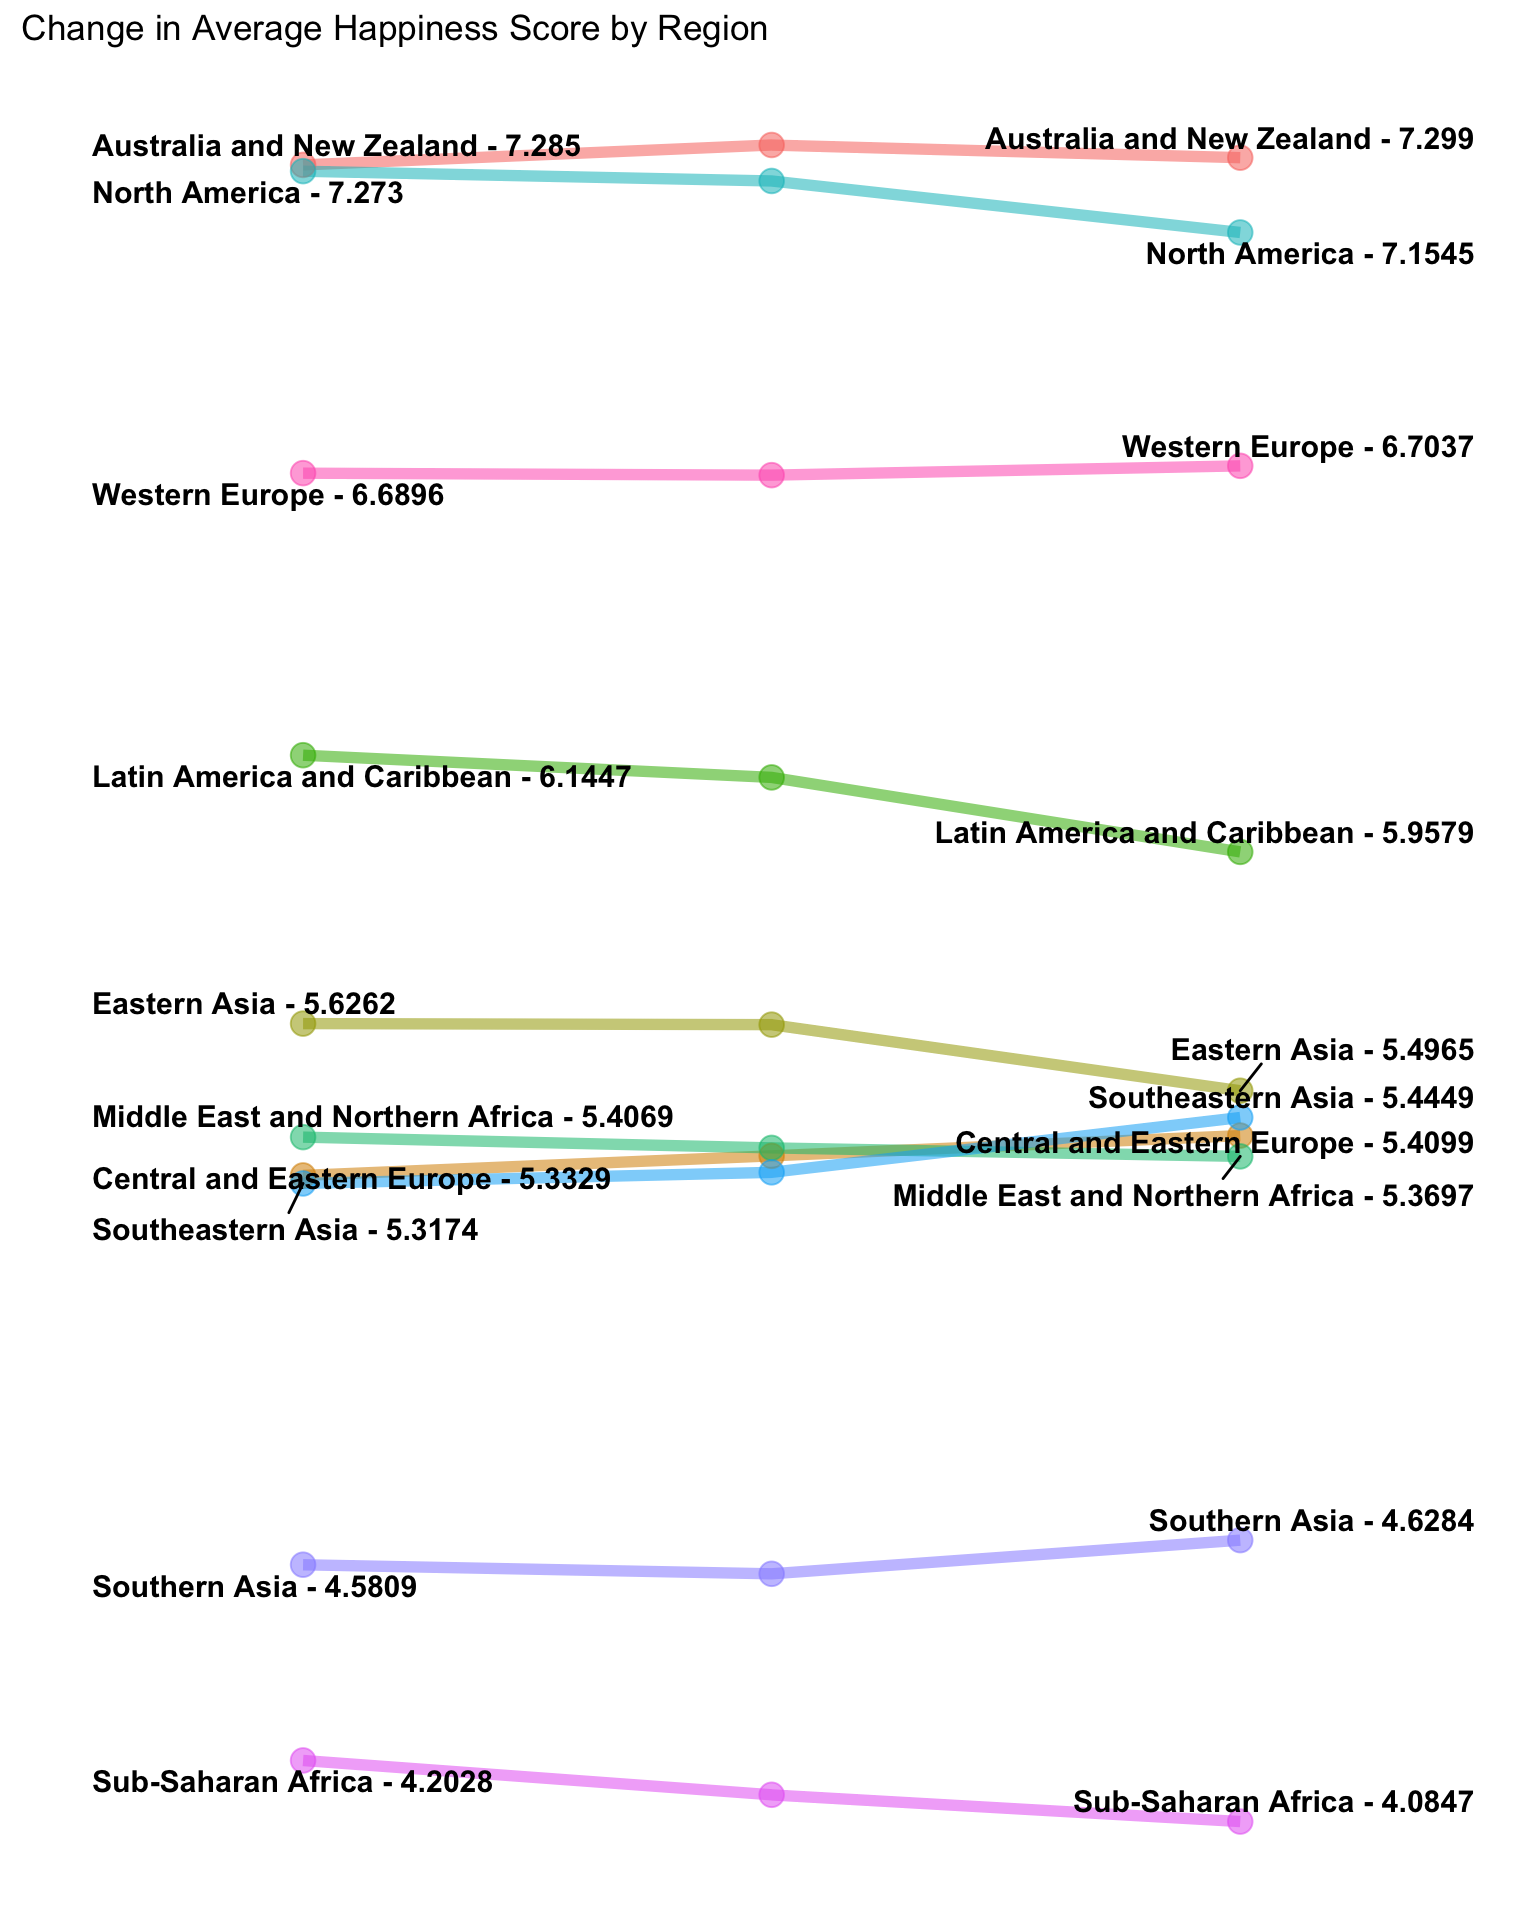 Change in Average Happiness Score by Region
Australia and New Zealand - 7.285
Australia and New Zealand - 7.299
North America - 7.273
North America - 7.1545
Western Europe - 6.7037
Western Europe - 6.6896
Latin America and Caribbean - 6.1447
Latin America and Caribbean - 5.9579
Eastern Asia - 5.6262
Eastern Asia - 5.4965
Southeastern Asia - 5.4449
Middle East and Northern Africa - 5.4069
Central and Eastern Europe - 5.4099
Central and Eastern Europe - 5.3329
Middle East and Northern Africa - 5.3697
Southeastern Asia - 5.3174
Southern Asia - 4.6284
Southern Asia - 4.5809
Sub-Saharan Africa - 4.2028
Sub-Saharan Africa - 4.0847